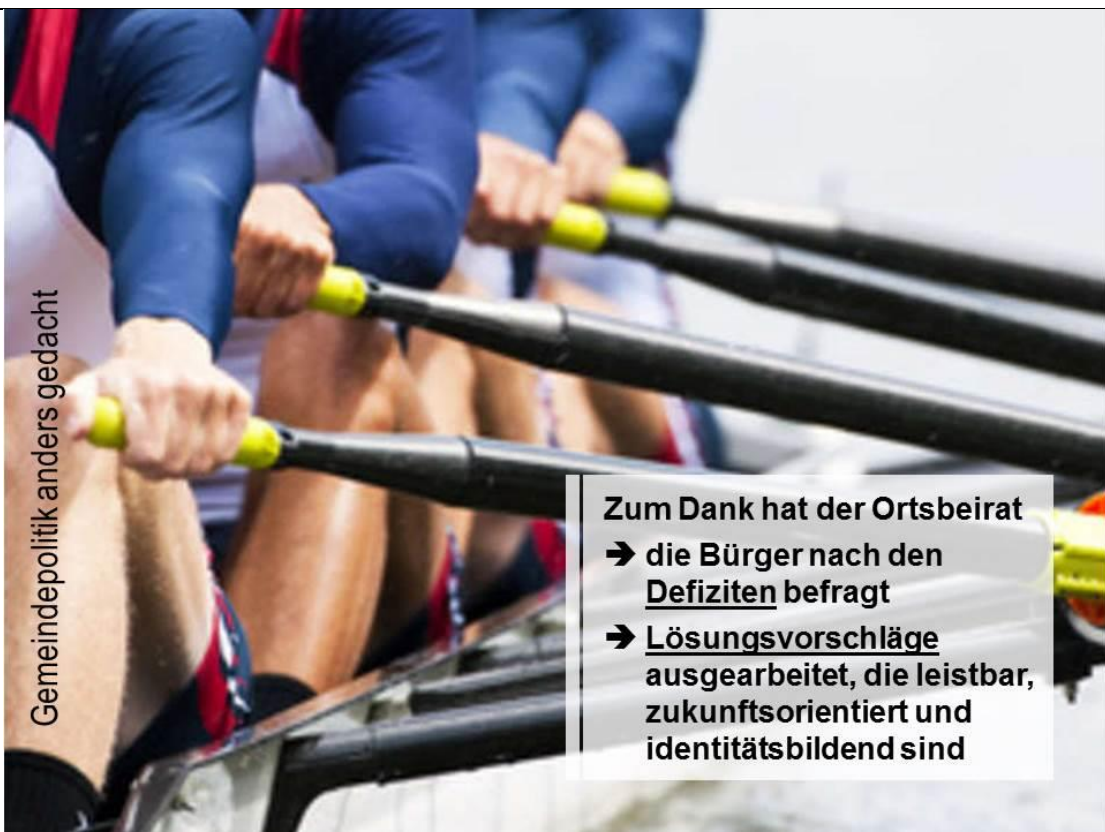 Gemeindepolitik anders gedacht
Zum Dank hat der Ortsbeirat
➔ die Bürger nach den
Defiziten befragt
➔ Lösungsvorschläge
ausgearbeitet, die leistbar,
zukunftsorientiert und
identitätsbildend sind